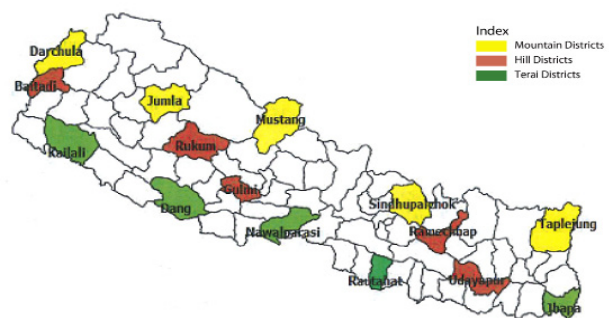 Index
Mountain Districts
Hill Districts
Terai Districts
Darchula
Baitadi
Jumla
Mustang
Kailali
Rukum
Gulmi
Dang
Nawalparasi
Sindhupalchok
Ramechhap
Taplejung
Rautahat
Udayapur
Jhapa